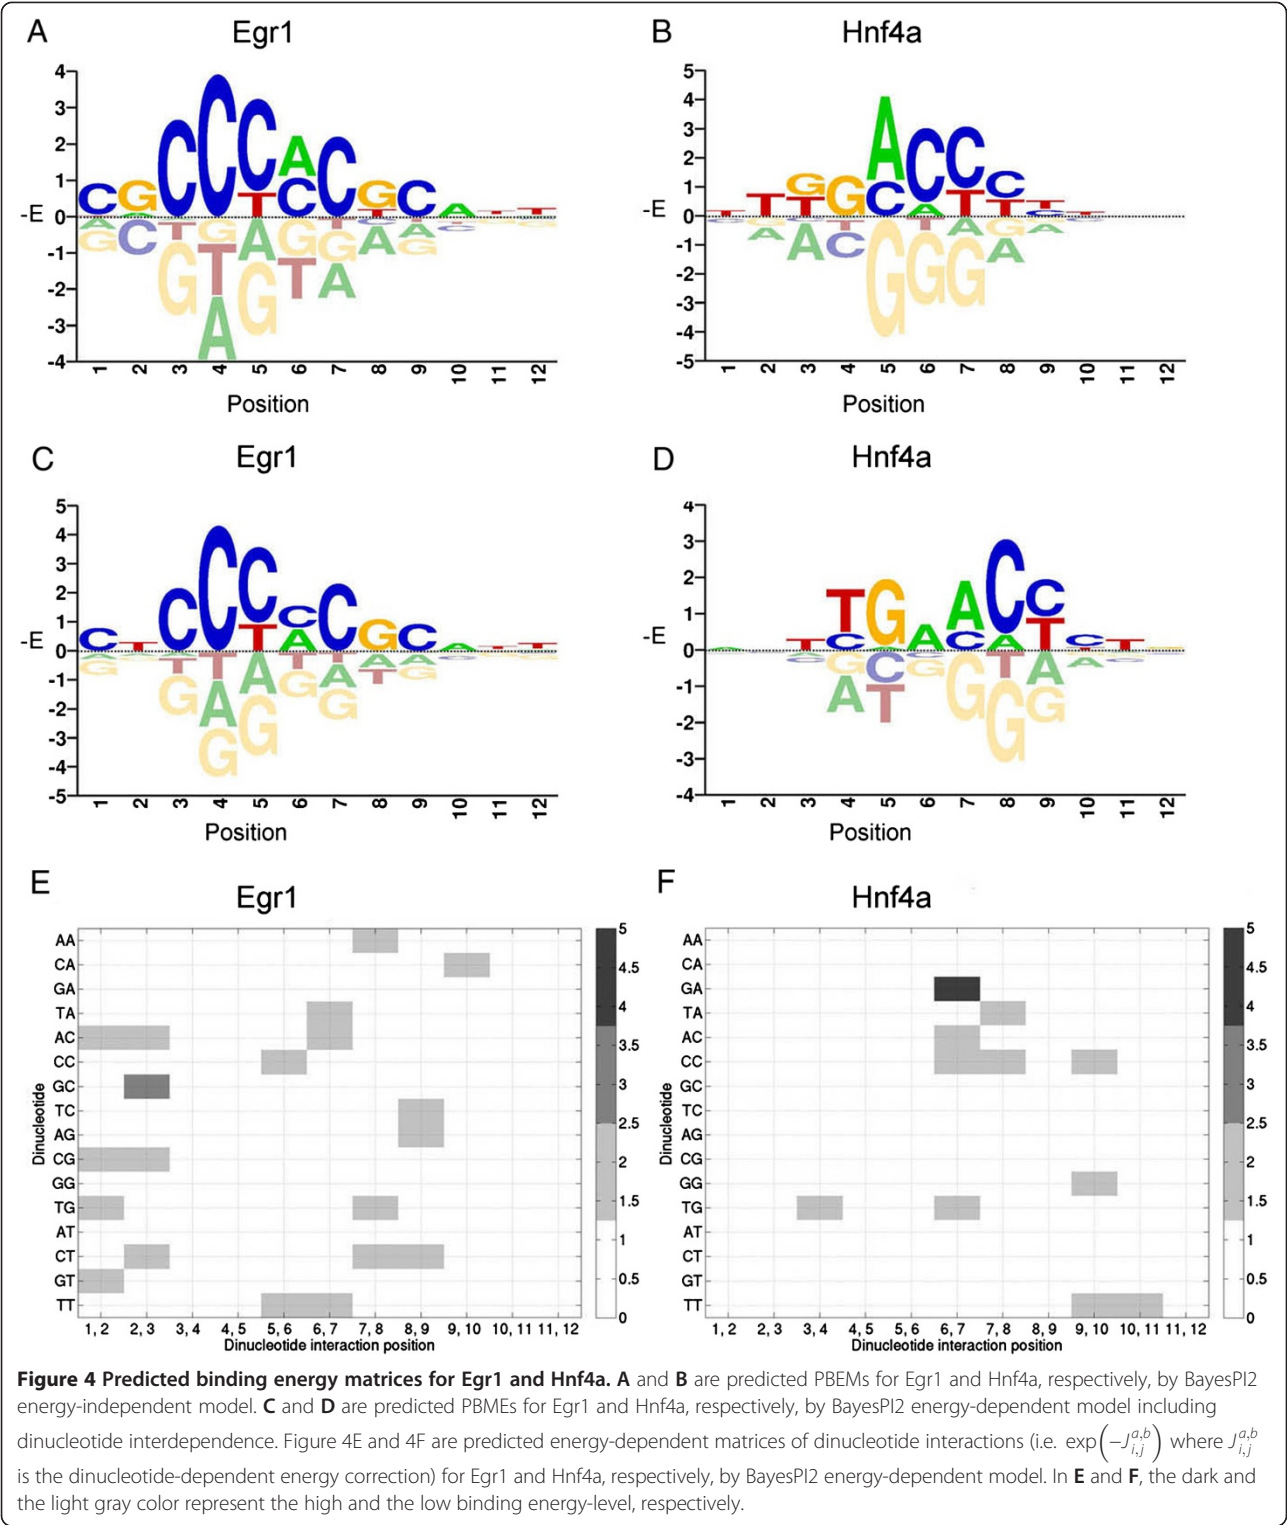 A
Egr1
4
3
2
1
-E
0
-1
-2
-3
-4
1 2 3 4 5 6 7 8 9 10 11 12
Position
B
Hnf4a
5
4
3
2
1
-E
0
-1
-2
-3
-4
-5
1 2 3 4 5 6 7 8 9 10 11 12
Position
C
Egr1
5
4
3
2
1
-E
0
-1
-2
-3
-4
-5
1 2 3 4 5 6 7 8 9 10 11 12
Position
D
Hnf4a
4
3
2
1
-E
0
-1
-2
-3
-4
1 2 3 4 5 6 7 8 9 10 11 12
Position
E
Egr1
Dinucleotide
AA
CA
GA
TA
AC
CC
GC
TC
AG
CG
GG
TG
AT
CT
GT
TT
1, 2 2, 3 3, 4 4, 5 5, 6 6, 7 7, 8 8, 9 9, 10 10, 11 11, 12
Dinucleotide interaction position
5
4.5
4
3.5
3
2.5
2
1.5
1
0.5
0
F
Hnf4a
Dinucleotide
AA
CA
GA
TA
AC
CC
GC
TC
AG
CG
GG
TG
AT
CT
GT
TT
1, 2 2, 3 3, 4 4, 5 5, 6 6, 7 7, 8 8, 9 9, 10 10, 11 11, 12
Dinucleotide interaction position
5
4.5
4
3.5
3
2.5
2
1.5
1
0.5
0
Figure 4 Predicted binding energy matrices for Egr1 and Hnf4a. A and B are predicted PBEMs for Egr1 and Hnf4a, respectively, by BayesPI2
energy-independent model. C and D are predicted PBMEs for Egr1 and Hnf4a, respectively, by BayesPI2 energy-dependent model including
dinucleotide interdependence. Figure 4E and 4F are predicted energy-dependent matrices of dinucleotide interactions (i.e. exp(−J_{i,j}^{a,b}) where J_{i,j}^{a,b}
is the dinucleotide-dependent energy correction) for Egr1 and Hnf4a, respectively, by BayesPI2 energy-dependent model. In E and F, the dark and
the light gray color represent the high and the low binding energy-level, respectively.